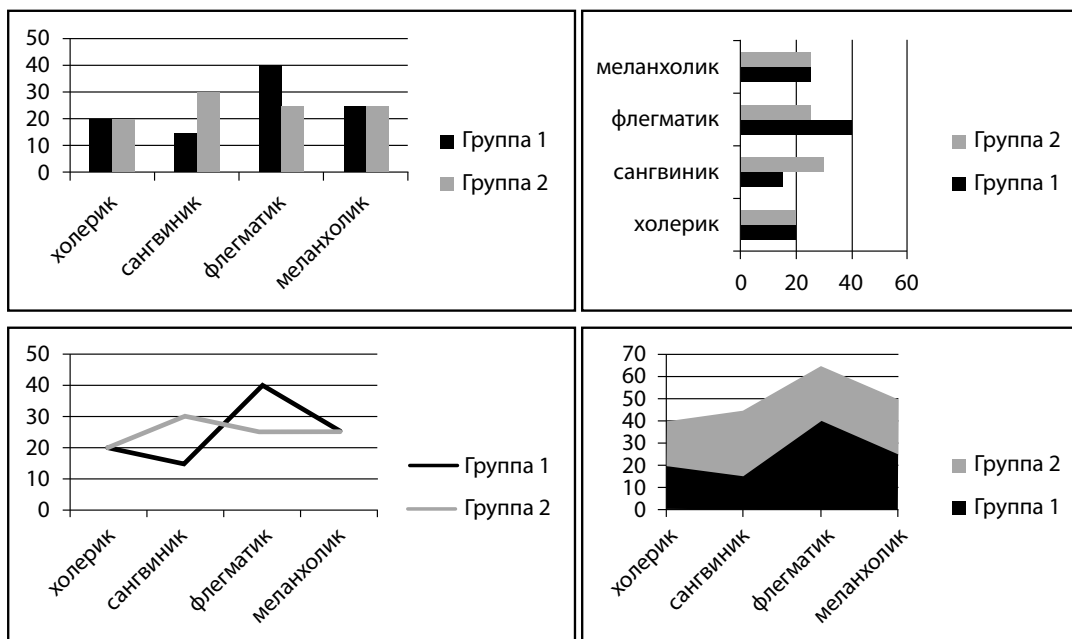 50
40
30
20
10
0
холерик
сангвиник
флегматик
меланхолик
Группа 1
Группа 2
меланхолик
флегматик
сангвиник
холерик
0 20 40 60
Группа 2
Группа 1
50
40
30
20
10
0
холерик
сангвиник
флегматик
меланхолик
Группа 1
Группа 2
70
60
50
40
30
20
10
0
холерик
сангвиник
флегматик
меланхолик
Группа 2
Группа 1